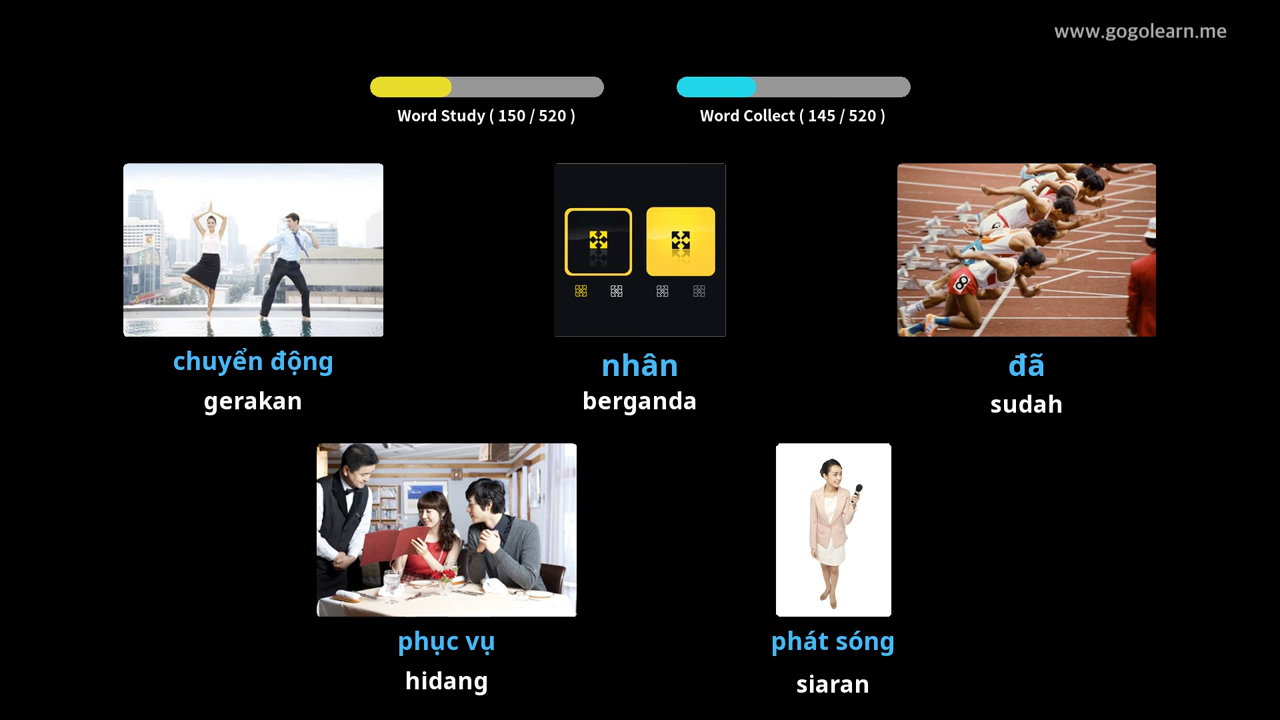 www.gogolearn.me
Word Study ( 150 / 520 )
Word Collect ( 145 / 520 )
chuyển động
gerakan
nhân
berganda
đã
sudah
8
phục vụ
hidang
phát sóng
siaran